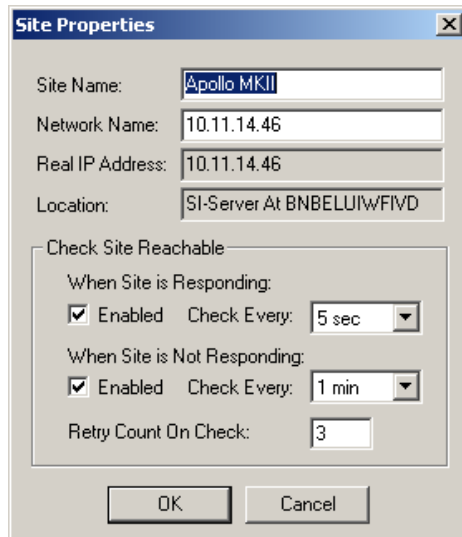 Site Properties
Site Name: Apollo MKII
Network Name: 10.11.14.46
Real IP Address: 10.11.14.46
Location: SI-Server At BNBELUIWFIVD
Check Site Reachable
When Site is Responding:
Enabled Check Every: 5 sec
When Site is Not Responding:
Enabled Check Every: 1 min
Retry Count On Check: 3
OK Cancel